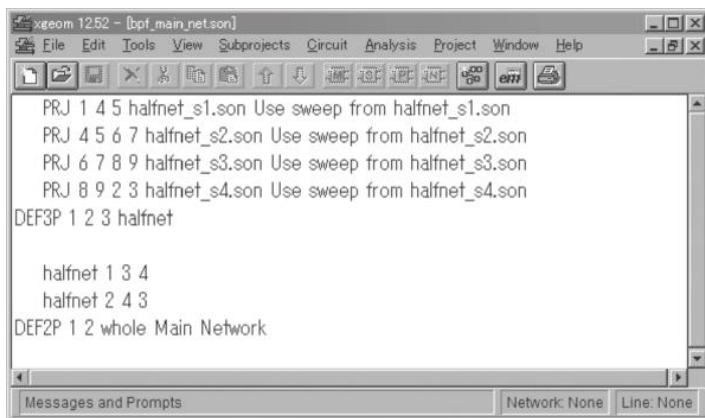 xgeom 12.52 - [bpf_main_net.son]
File Edit Tools View Subprojects Circuit Analysis Project Window Help
em
PRJ 1 4 5 halfnet_s1.son Use sweep from halfnet_s1.son
PRJ 4 5 6 7 halfnet_s2.son Use sweep from halfnet_s2.son
PRJ 6 7 8 9 halfnet_s3.son Use sweep from halfnet_s3.son
PRJ 8 9 2 3 halfnet_s4.son Use sweep from halfnet_s4.son
DEF3P 1 2 3 halfnet
halfnet 1 3 4
halfnet 2 4 3
DEF2P 1 2 whole Main Network
Messages and Prompts Network: None Line: None